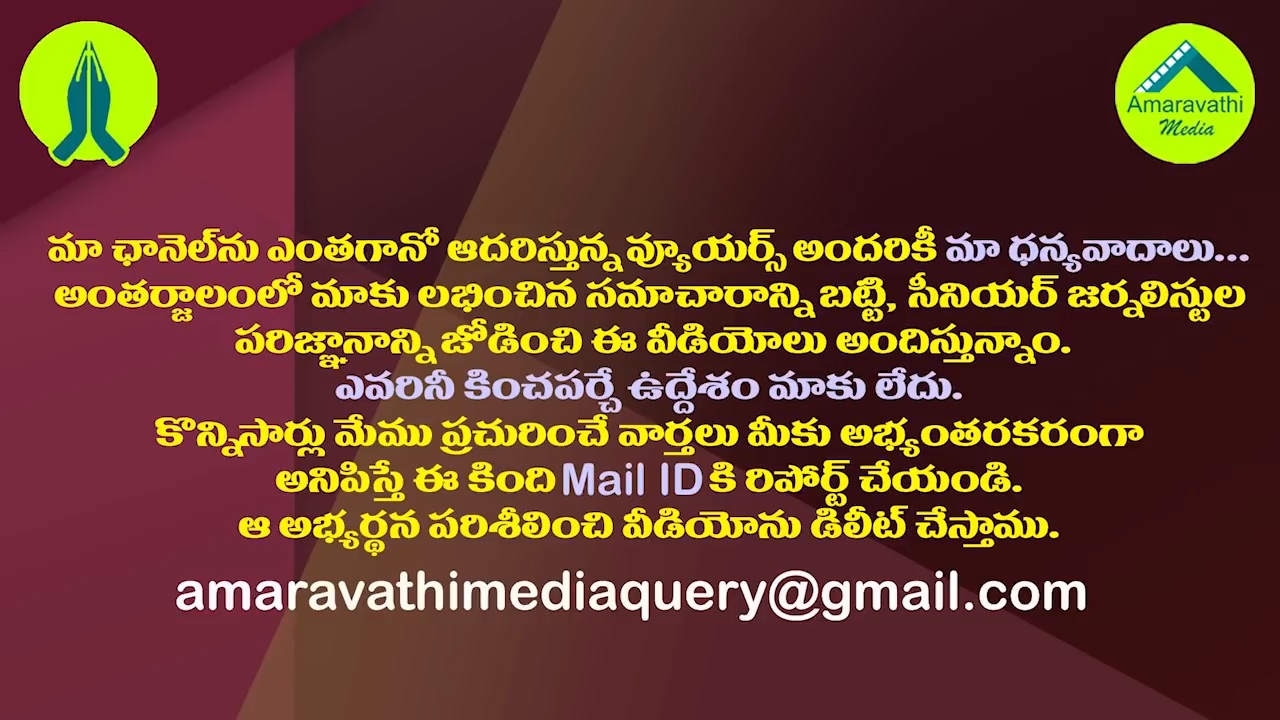 Amaravathi
Media
మా ఛానెల్‌ను ఎంతగానో ఆదరిస్తున్న వ్యూయర్స్ అందరికీ మా ధన్యవాదాలు...
అంతర్జాలంలో మాకు లభించిన సమాచారాన్ని బట్టి, సీనియర్ జర్నలిస్టుల
పరిజ్ఞానాన్ని జోడించి ఈ వీడియోలు అందిస్తున్నాం.
ఎవరినీ కించపర్చే ఉద్దేశం మాకు లేదు.
కొన్నిసార్లు మేము ప్రచురించే వార్తలు మీకు అభ్యంతరకరంగా
అనిపిస్తే ఈ కింది Mail ID కి రిపోర్ట్ చేయండి.
ఆ అభ్యర్థన పరిశీలించి వీడియోను డిలీట్ చేస్తాము.
amaravathimediaquery@gmail.com